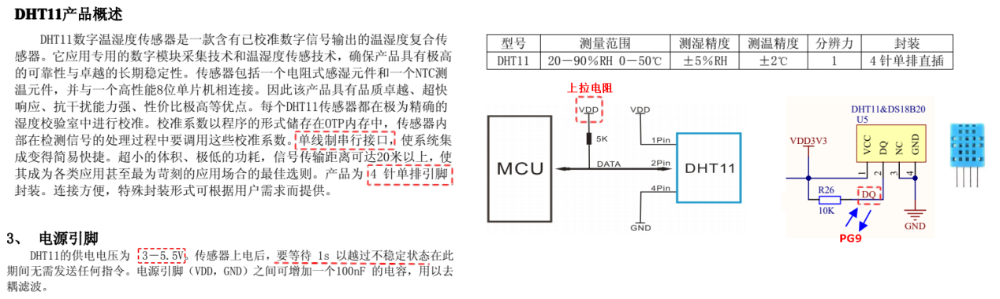 DHT11产品概述
DHT11数字温湿度传感器是一款含有已校准数字信号输出的温湿度复合传
感器。它应用专用的数字模块采集技术和温湿度传感技术，确保产品具有极高
的可靠性与卓越的长期稳定性。传感器包括一个电阻式感湿元件和一个NTC测
温元件，并与一个高性能8位单片机相连接。因此该产品具有品质卓越、超快
响应、抗干扰能力强、性价比极高等优点。每个DHT11传感器都在极为精确的
湿度校验室中进行校准。校准系数以程序的形式储存在OTP内存中，传感器内
部在检测信号的处理过程中要调用这些校准系数。单线制串行接口，使系统集
成变得简易快捷。超小的体积、极低的功耗，信号传输距离可达20米以上，使
其成为各类应用甚至最为苛刻的应用场合的最佳选则。产品为 4 针单排引脚
封装。连接方便，特殊封装形式可根据用户需求而提供。
3、 电源引脚
DHT11的供电电压为 3－5.5V。传感器上电后，要等待 1s 以越过不稳定状态在此
期间无需发送任何指令。电源引脚（VDD，GND）之间可增加一个100nF 的电容，用以去
耦滤波。
型号 测量范围 测湿精度 测温精度 分辨力 封装
DHT11 20－90％RH 0－50℃ ±5％RH ±2℃ 1 4针单排直插
上拉电阻
VDD VDD
5K
1Pin
MCU
DATA
2Pin
DHT11
4Pin
GND
DHT11&DS18B20
U5
VDD3V3
VCC
DQ
NC
GND
1
2
3
4
R26
10K
DQ
GND
PG9